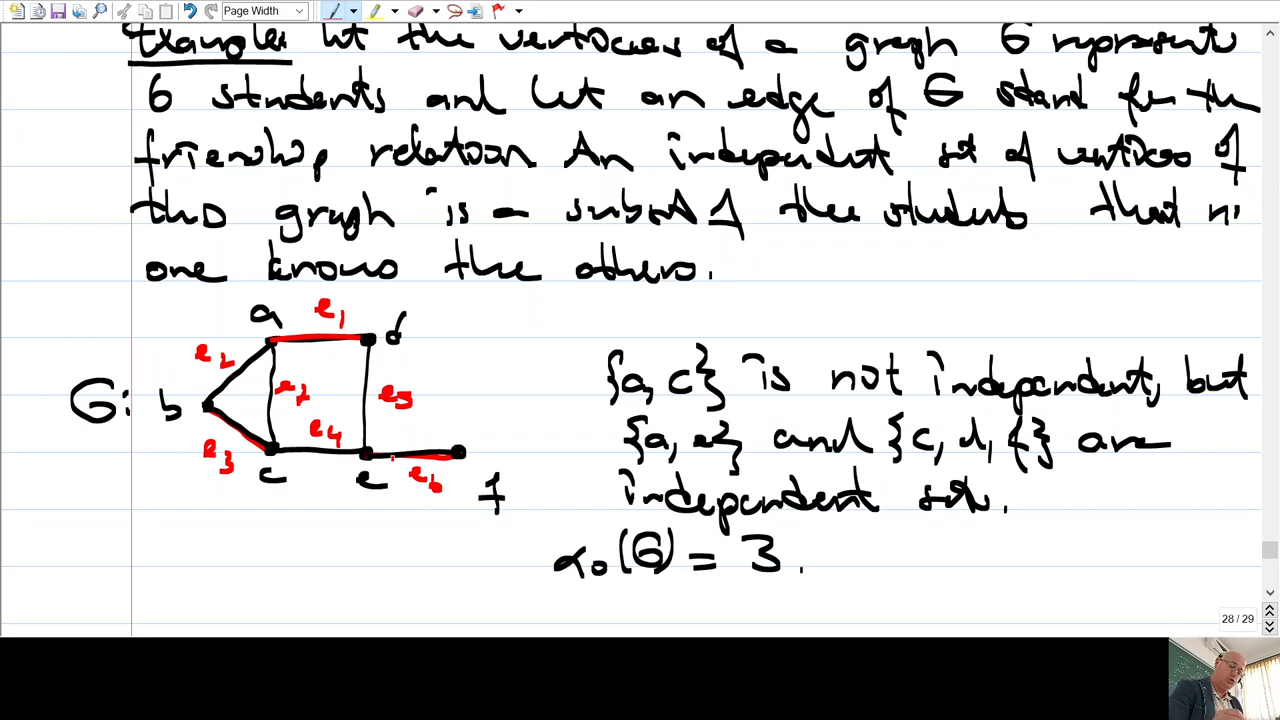 Page Width
Example: let the vertices of a graph G represent
6 students and let an edge of G stand for the
friendship relation An independent set of vertices of
this graph is a subset of the students that no
one knows the others.
a e1 d
e2
G: b e7 e5
e3 e4
c e e6 f
{a, c} is not independent, but
{a, e} and {c, d, f} are
independent sets.
α0(G) = 3.
28 / 29